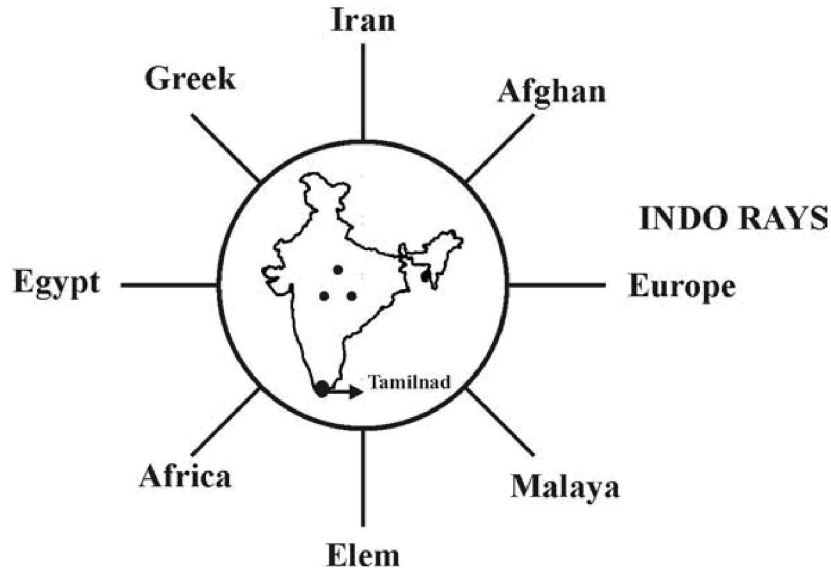 Iran
Greek
Afghan
INDO RAYS
Egypt
Europe
Tamilnad
Africa
Malaya
Elem